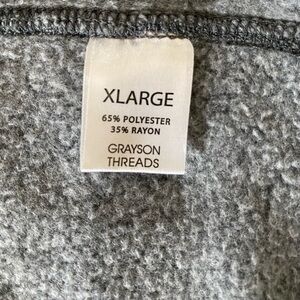 XLARGE
65% POLYESTER
35% RAYON
GRAYSON
THREADS